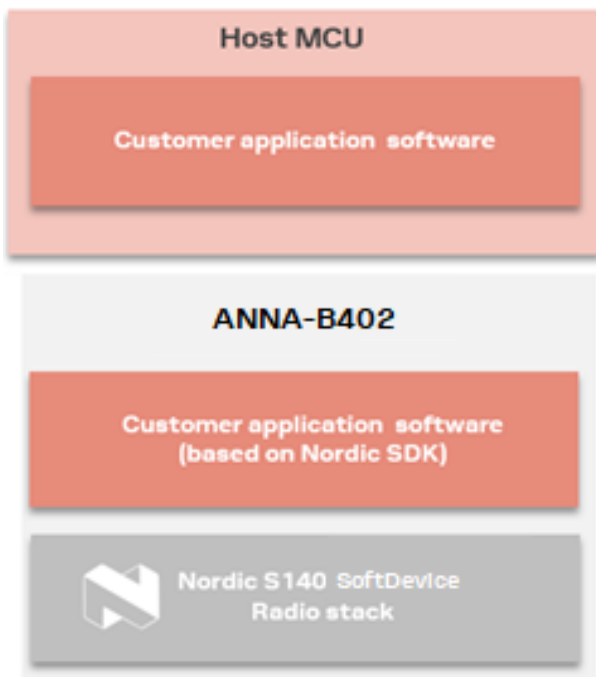 Host MCU
Customer application software
ANNA-B402
Customer application software
(based on Nordic SDK)
Nordic S140 SoftDevice
Radio stack